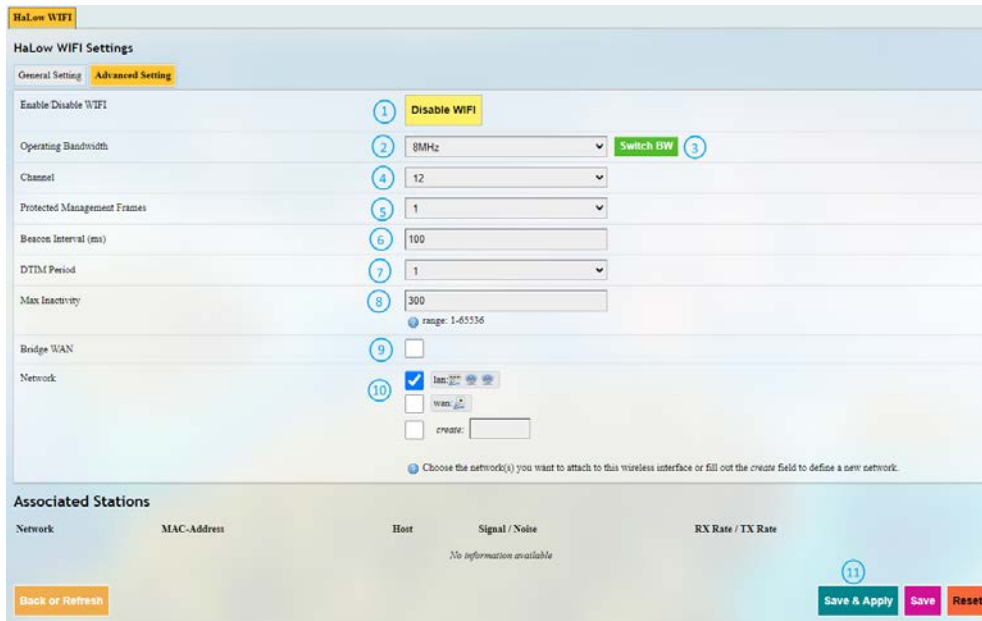 HaLow WIFI
HaLow WIFI Settings
General Setting Advanced Setting
Enable/Disable WIFI 1 Disable WIFI
Operating Bandwidth 2 8MHz Switch BW 3
Channel 4 12
Protected Management Frames 5 1
Beacon Interval (ms) 6 100
DTIM Period 7 1
Max Inactivity 8 300
range: 1-65536
Bridge WAN 9
Network 10 lan:
wan:
create:
Choose the network(s) you want to attach to this wireless interface or fill out the create field to define a new network.
Associated Stations
Network MAC-Address Host Signal / Noise RX Rate / TX Rate
No information available
11
Back or Refresh Save & Apply Save Reset